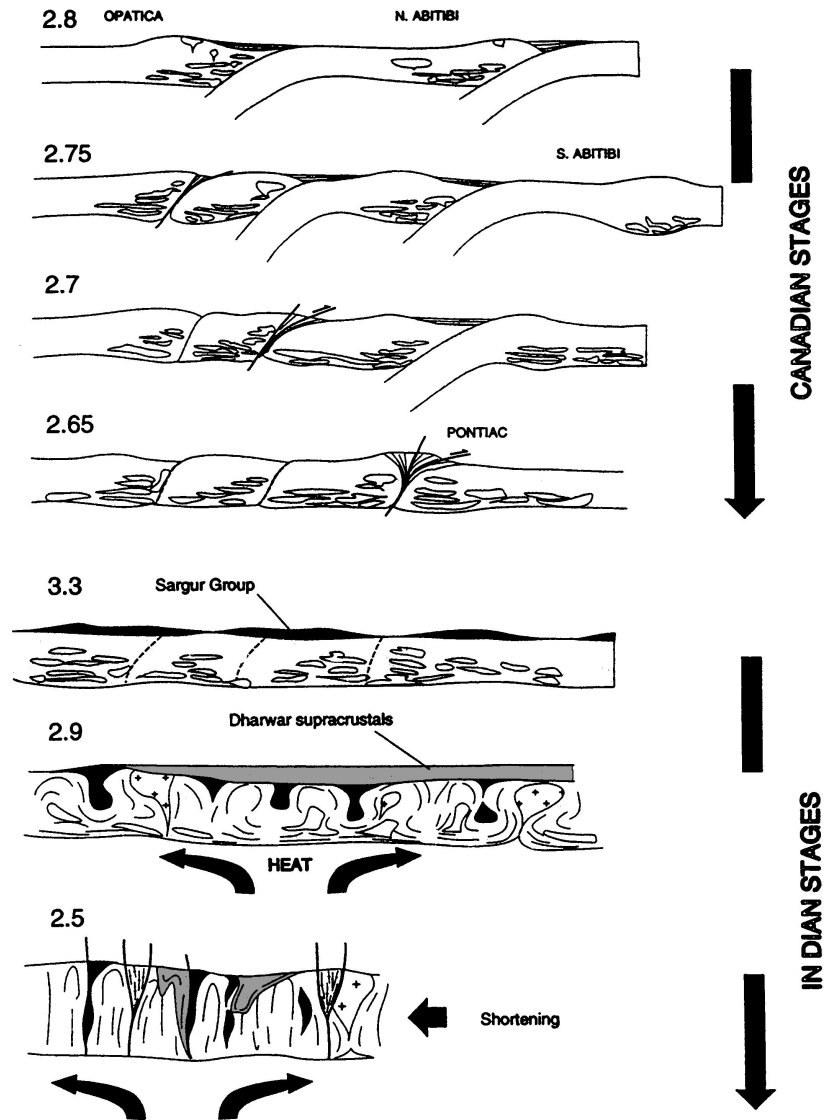 2.8 OPATICA N. ABITIBI
2.75 S. ABITIBI
2.7
2.65 PONTIAC
CANADIAN STAGES
3.3 Sargur Group
2.9 Dharwar supracrustals
HEAT
2.5
Shortening
IN DIAN STAGES